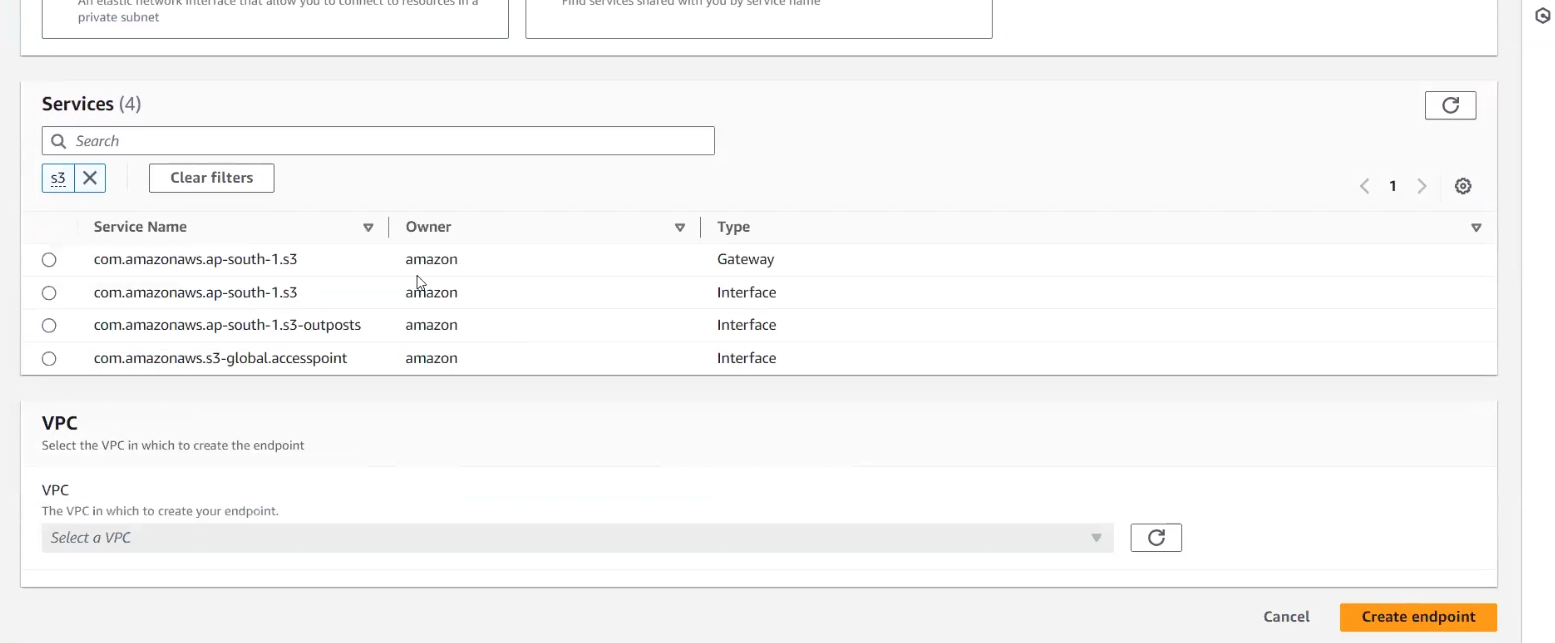 An elastic network interface that allow you to connect to resources in a
private subnet
Find services shared with you by service name
Services (4)
Search
s3
Clear filters
1
Service Name Owner Type
com.amazonaws.ap-south-1.s3 amazon Gateway
com.amazonaws.ap-south-1.s3 amazon Interface
com.amazonaws.ap-south-1.s3-outposts amazon Interface
com.amazonaws.s3-global.accesspoint amazon Interface
VPC
Select the VPC in which to create the endpoint
VPC
The VPC in which to create your endpoint.
Select a VPC
Cancel Create endpoint